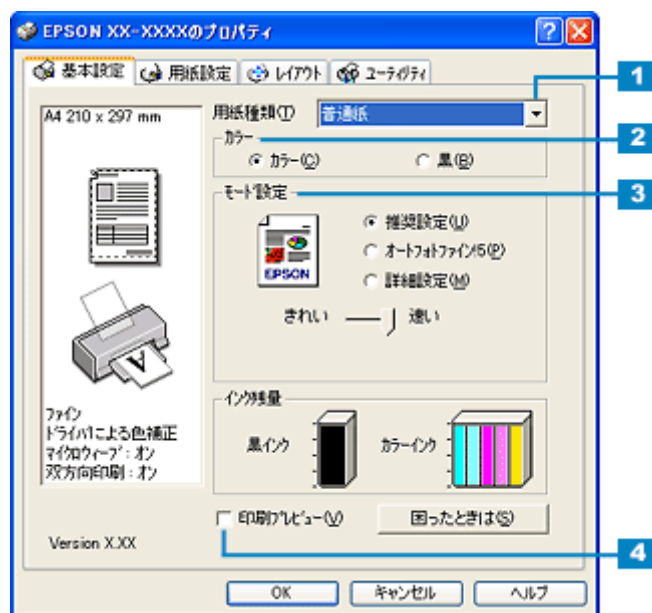 EPSON XX-XXXXのプロパティ
基本設定 用紙設定 レイアウト ユーティリティ
A4 210 x 297 mm
用紙種類(T) 普通紙
1
カラー
2
カラー(C) 黒(B)
モード設定
3
推奨設定(U)
オートフォトファイン!5(P)
詳細設定(M)
EPSON
きれい 速い
A
ファイン
ドライバによる色補正
マイクロウィーブ:オン
双方向印刷:オン
インク残量
黒インク カラーインク
印刷プレビュー(V) 困ったときは(S)
4
Version X.XX
OK キャンセル ヘルプ